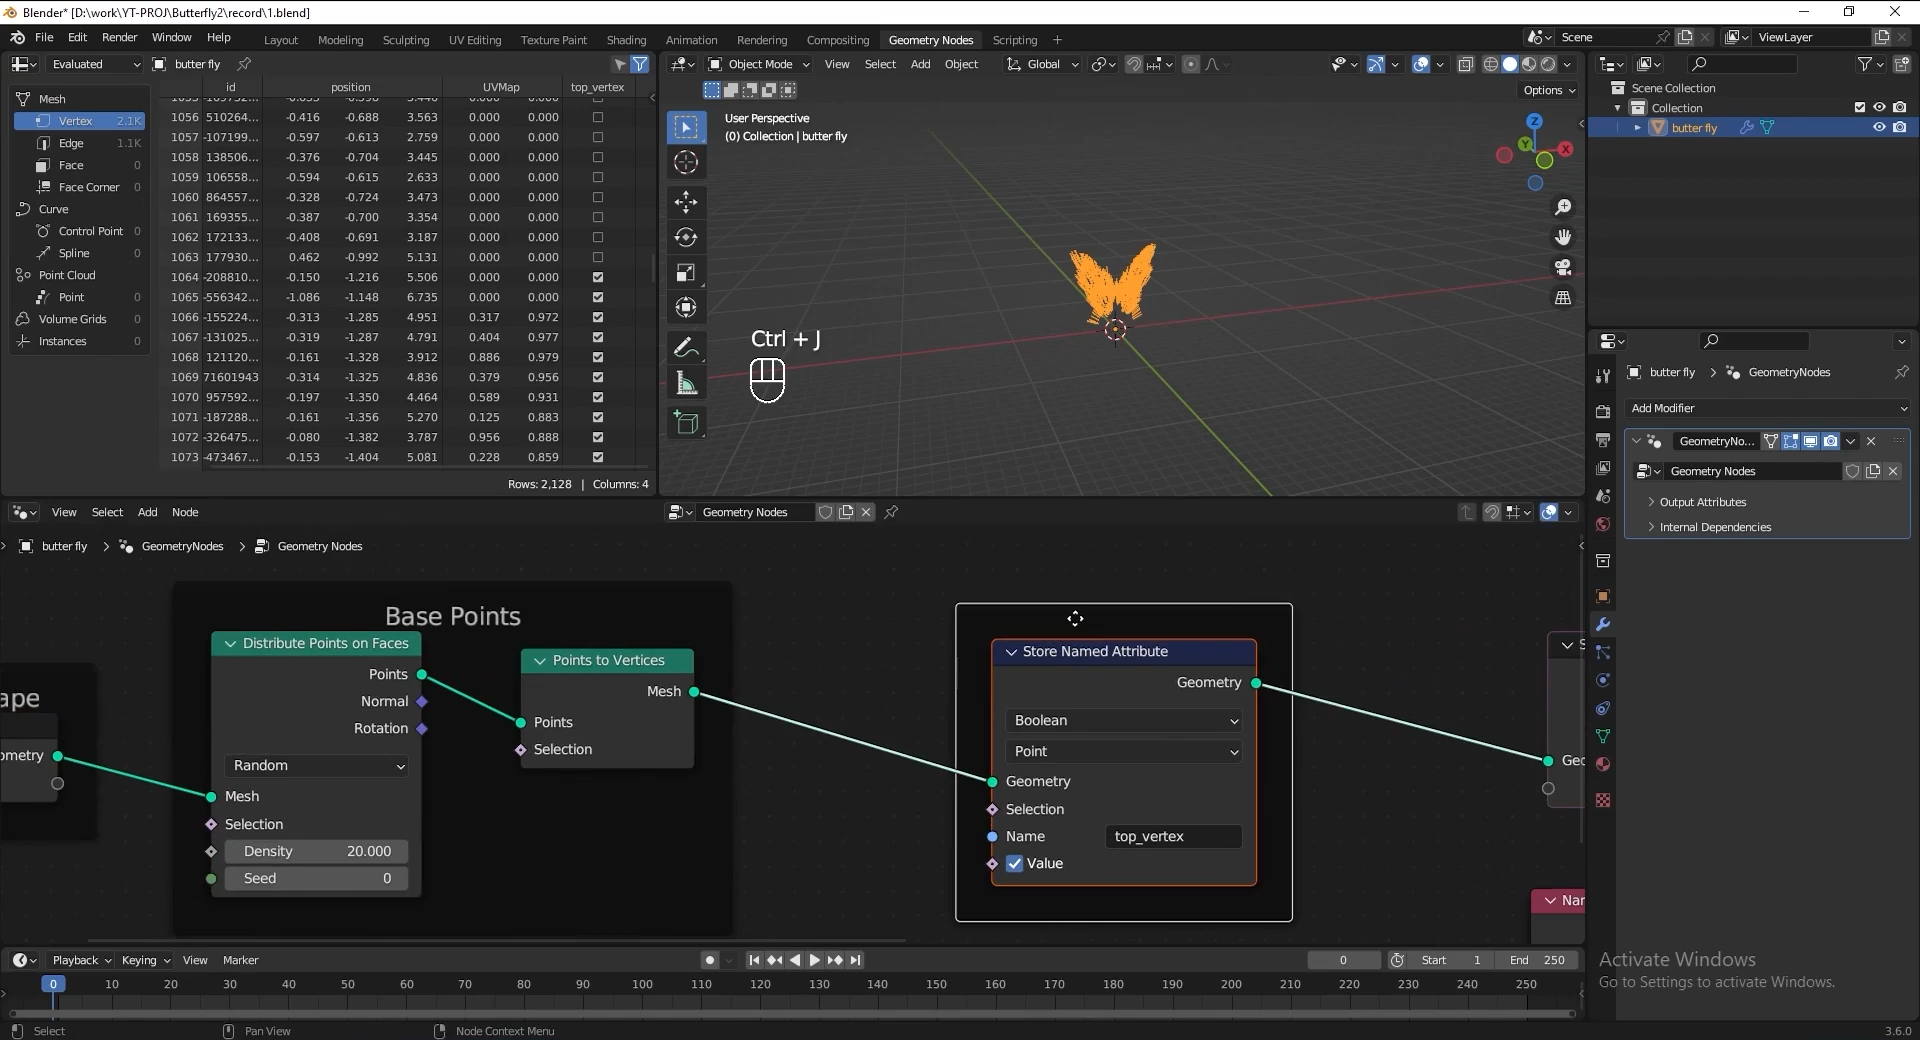 Blender* [D:\work\YT-PROJ\Butterfly2\record\1.blend]
File Edit Render Window Help Layout Modeling Sculpting UV Editing Texture Paint Shading Animation Rendering Compositing Geometry Nodes Scripting + Scene ViewLayer
Evaluated butter fly
Object Mode View Select Add Object Global
Options
id position UVMap top_vertex
Mesh
Vertex 2.1K
Edge 1.1K
Face 0
Face Corner 0
Curve
Control Point 0
Spline 0
Point Cloud
Point 0
Volume Grids 0
Instances 0
1056 510264... -0.416 -0.688 3.563 0.000 0.000
1057 -107199... -0.597 -0.613 2.759 0.000 0.000
1058 138506... -0.376 -0.704 3.445 0.000 0.000
1059 106558... -0.594 -0.615 2.633 0.000 0.000
1060 864557... -0.328 -0.724 3.473 0.000 0.000
1061 169355... -0.387 -0.700 3.354 0.000 0.000
1062 172133... -0.408 -0.691 3.187 0.000 0.000
1063 177930... 0.462 -0.992 5.131 0.000 0.000
1064 -208810... -0.150 -1.216 5.506 0.000 0.000
1065 -556342... -1.086 -1.148 6.735 0.000 0.000
1066 -155224... -0.313 -1.285 4.951 0.317 0.972
1067 -131025... -0.319 -1.287 4.791 0.404 0.977
1068 121120... -0.161 -1.328 3.912 0.886 0.979
1069 71601943 -0.314 -1.325 4.836 0.379 0.956
1070 957592... -0.197 -1.350 4.464 0.589 0.931
1071 -187288... -0.161 -1.356 5.270 0.125 0.883
1072 -326475... -0.080 -1.382 3.787 0.956 0.888
1073 -473467... -0.153 -1.404 5.081 0.228 0.859
Rows: 2,128 | Columns: 4
User Perspective
(0) Collection | butter fly
Z
Y
X
Ctrl + J
Scene Collection
Collection
butter fly
butter fly > GeometryNodes
Add Modifier
GeometryNo...
Geometry Nodes
Output Attributes
Internal Dependencies
View Select Add Node Geometry Nodes
butter fly > GeometryNodes > Geometry Nodes
Base Points
Distribute Points on Faces
Points
Normal
Rotation
Random
Mesh
Selection
Density 20.000
Seed 0
Points to Vertices
Mesh
Points
Selection
Store Named Attribute
Geometry
Boolean
Point
Geometry
Selection
Name top_vertex
Value
Playback Keying View Marker 0 Start 1 End 250
0 10 20 30 40 50 60 70 80 90 100 110 120 130 140 150 160 170 180 190 200 210 220 230 240 250
Activate Windows
Go to Settings to activate Windows.
Select Pan View Node Context Menu 3.6.0